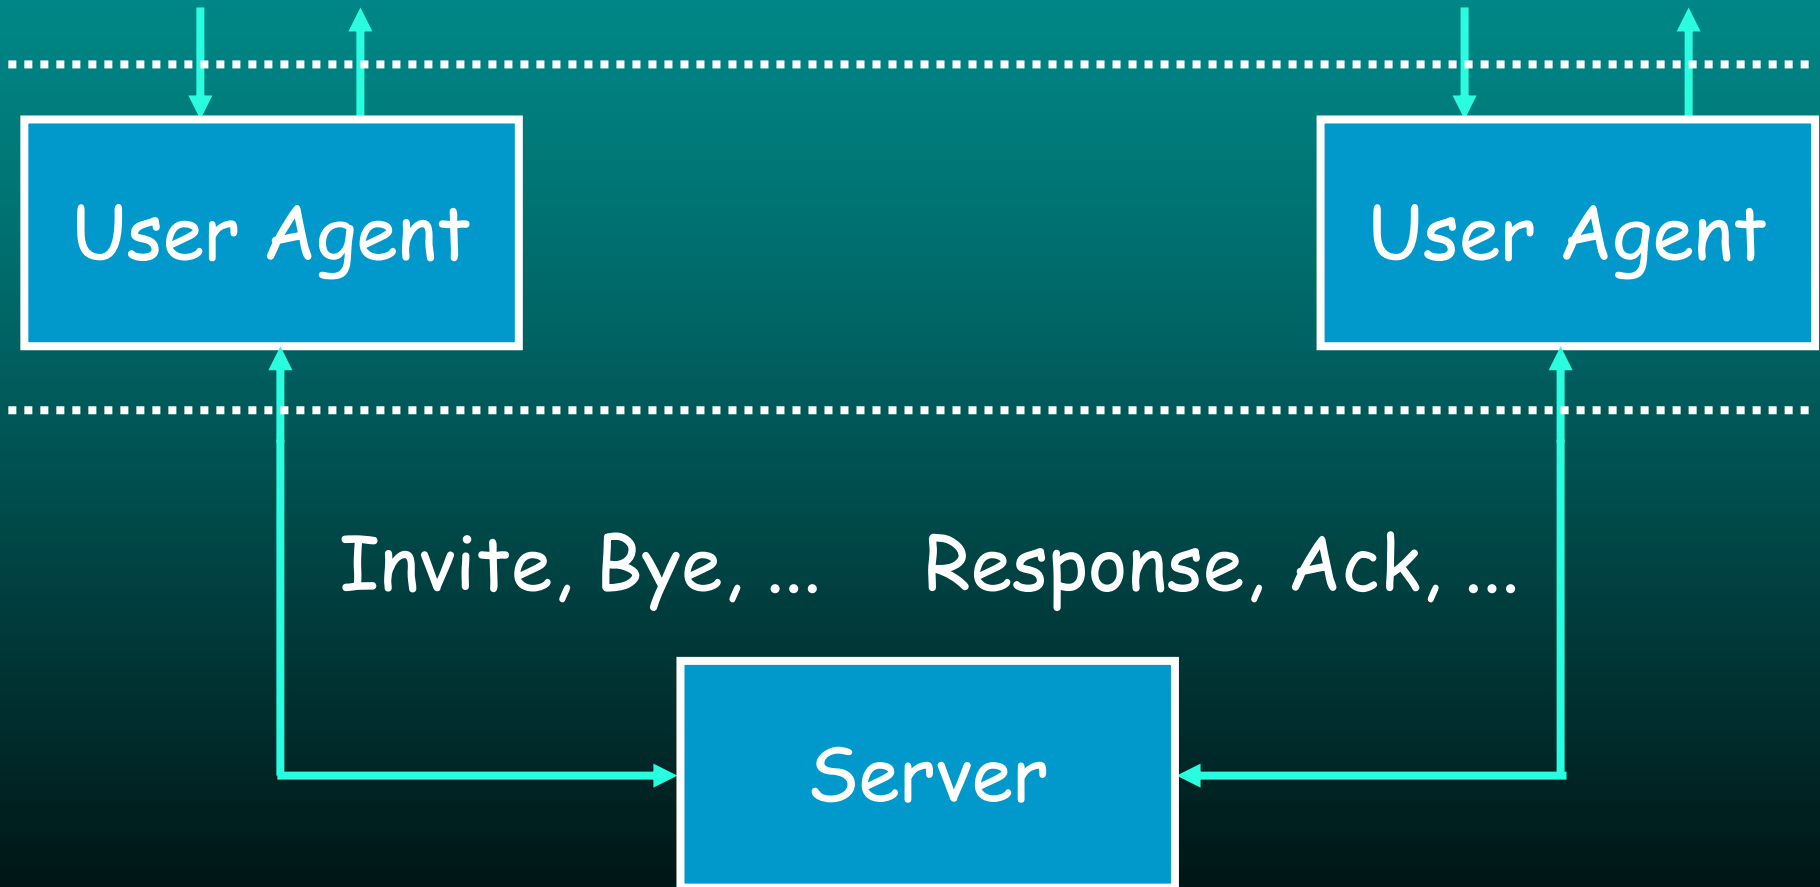 User Agent
User Agent
Invite, Bye, ...
Response, Ack, ...
Server